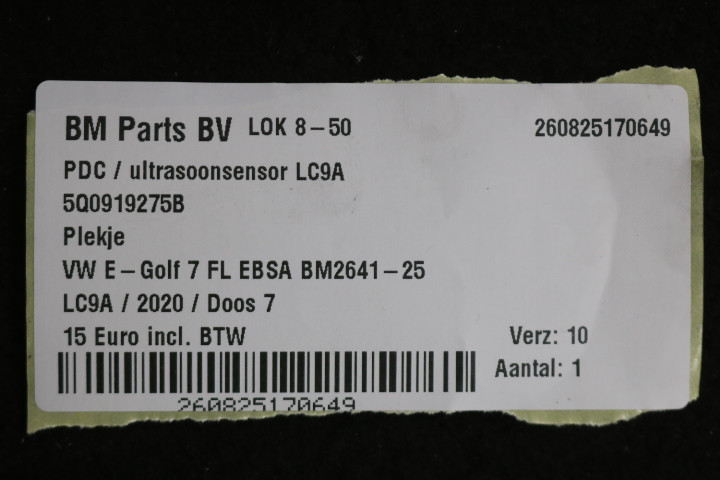 BM Parts BV LOK 8-50 260825170649
PDC / ultrasoonsensor LC9A
5Q0919275B
Plekje
VW E-Golf 7 FL EBSA BM2641-25
LC9A / 2020 / Doos 7
15 Euro incl. BTW Verz: 10
Aantal: 1
260825170649